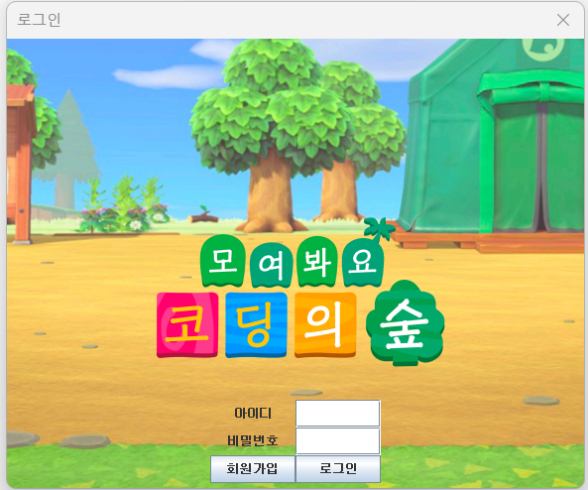 로그인
모여봐요
코딩의숲
아이디
비밀번호
회원가입 로그인